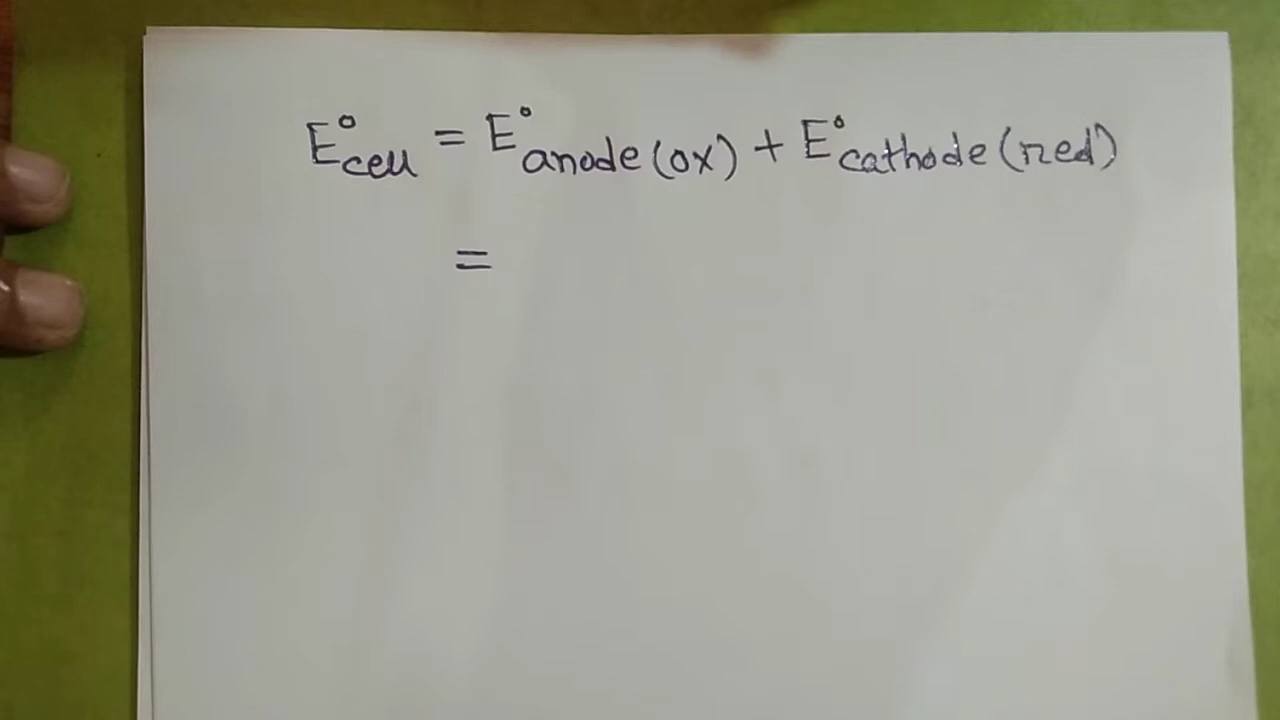 E°cell = E°anode(ox) + E°cathode(red)
=